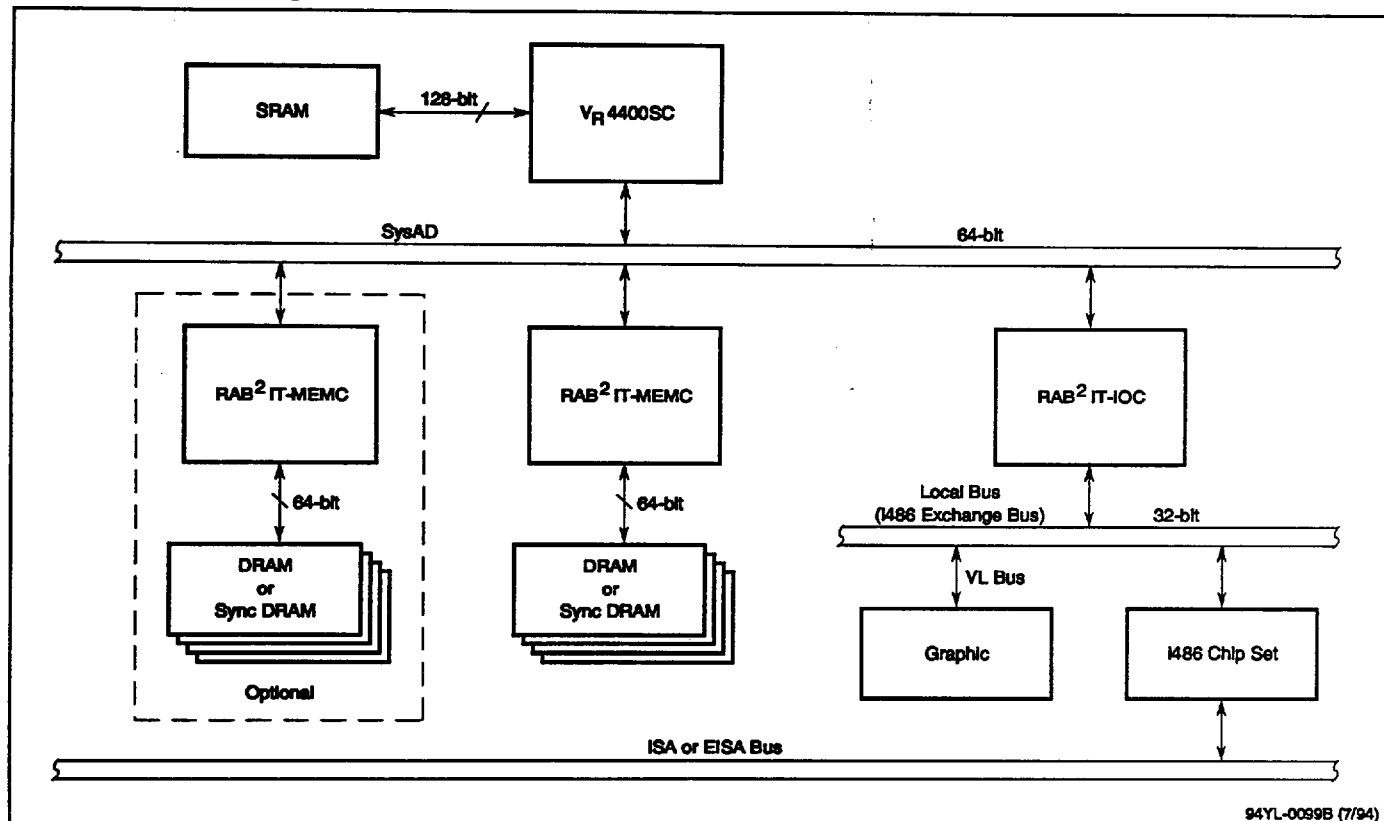 SRAM
128-bit
VR 4400SC
SysAD
64-bit
RAB2 IT-MEMC
RAB2 IT-MEMC
RAB2 IT-IOC
64-bit
64-bit
Local Bus
(i486 Exchange Bus)
32-bit
DRAM
or
Sync DRAM
DRAM
or
Sync DRAM
VL Bus
Graphic
i486 Chip Set
Optional
ISA or EISA Bus
94YL-0099B (7/94)